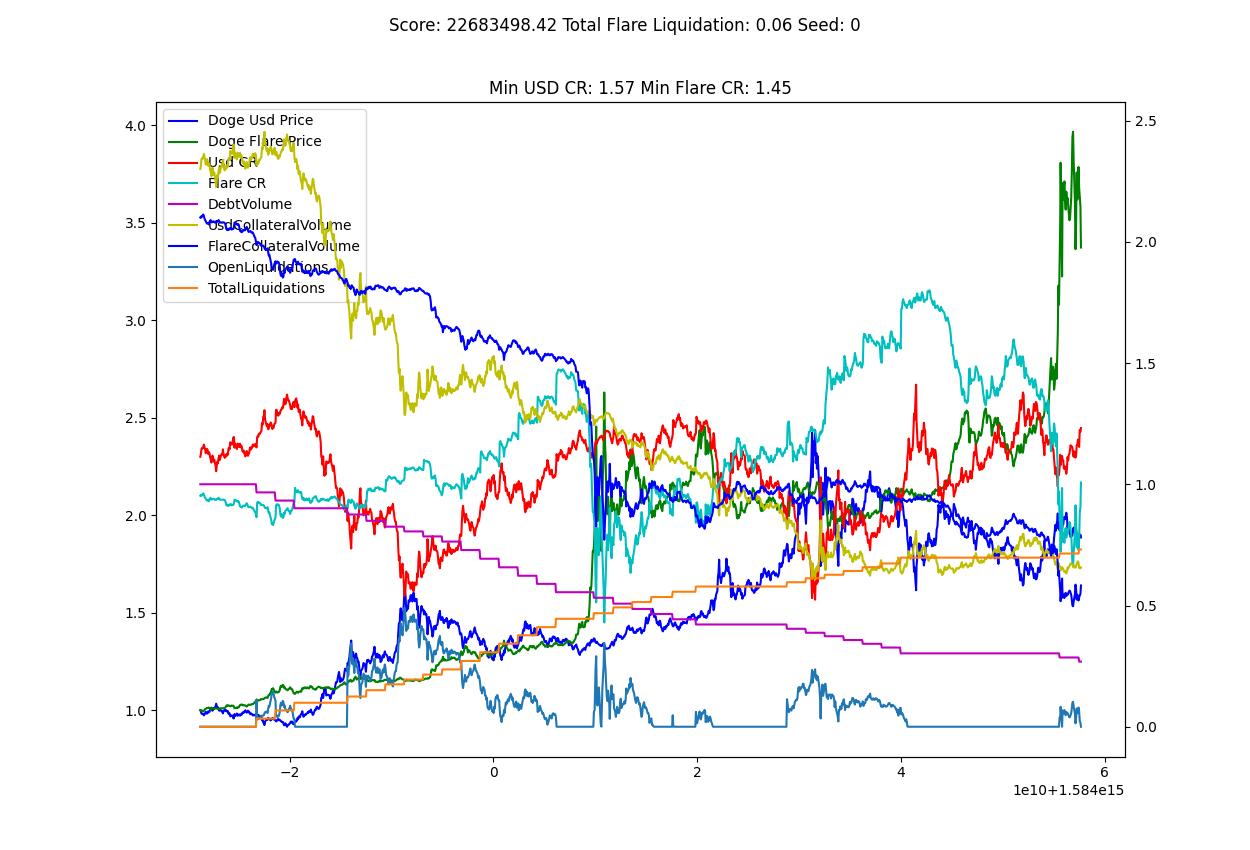 Score: 22683498.42 Total Flare Liquidation: 0.06 Seed: 0
Min USD CR: 1.57 Min Flare CR: 1.45
Doge Usd Price
Doge Flare Price
Usd CR
Flare CR
DebtVolume
UsdCollateralVolume
FlareCollateralVolume
OpenLiquidations
TotalLiquidations
4.0
3.5
3.0
2.5
2.0
1.5
1.0
2.5
2.0
1.5
1.0
0.5
0.0
−2
0
2
4
6
1e10+1.584e15